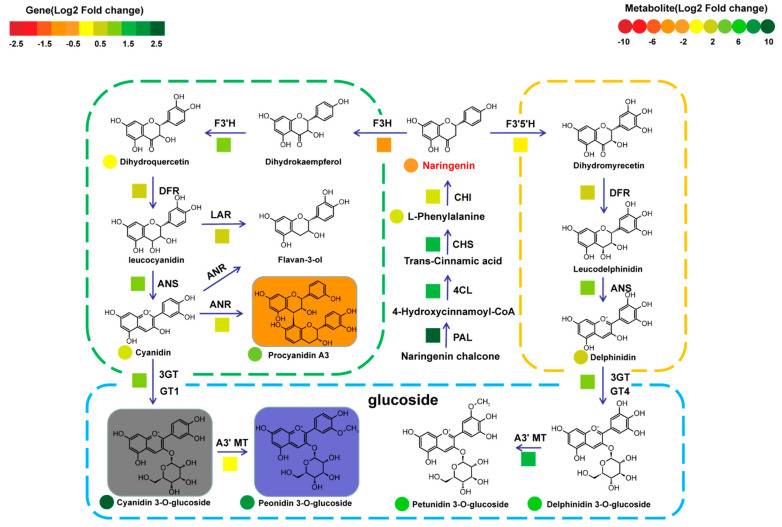 Gene(Log2 Fold change)
-2.5 -1.5 -0.5 0.5 1.5 2.5
Metabolite(Log2 Fold change)
-10 -6 -2 2 6 10
F3'H
F3H
F3'5'H
Dihydroquercetin
Dihydrokaempferol
Naringenin
Dihydromyrecetin
DFR
LAR
CHI
DFR
L-Phenylalanine
leucocyanidin
Flavan-3-ol
CHS
Trans-Cinnamic acid
Leucodelphinidin
ANS
ANR
4CL
ANS
ANR
4-Hydroxycinnamoyl-CoA
PAL
Cyanidin
Procyanidin A3
Naringenin chalcone
Delphinidin
3GT
GT1
3GT
GT4
glucoside
A3' MT
A3' MT
Cyanidin 3-O-glucoside
Peonidin 3-O-glucoside
Petunidin 3-O-glucoside
Delphinidin 3-O-glucoside